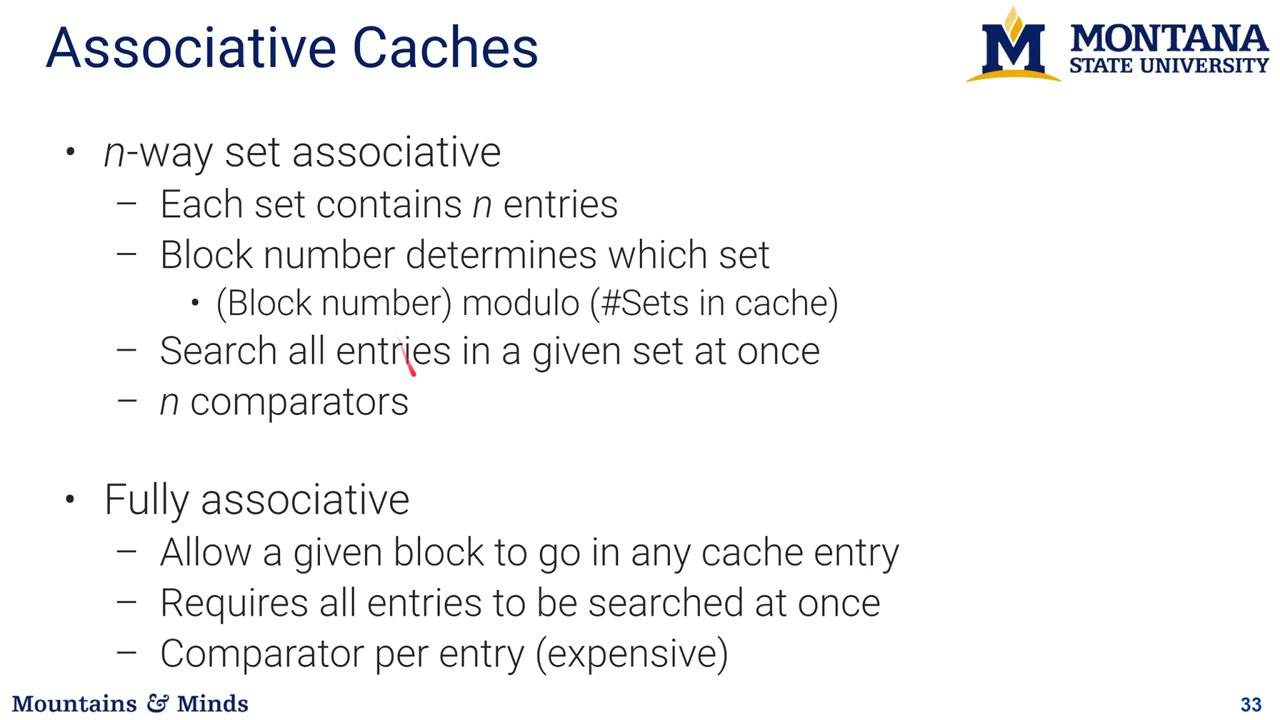 Associative Caches
MONTANA
STATE UNIVERSITY
• n-way set associative
– Each set contains n entries
– Block number determines which set
• (Block number) modulo (#Sets in cache)
– Search all entries in a given set at once
– n comparators
• Fully associative
– Allow a given block to go in any cache entry
– Requires all entries to be searched at once
– Comparator per entry (expensive)
Mountains & Minds
33